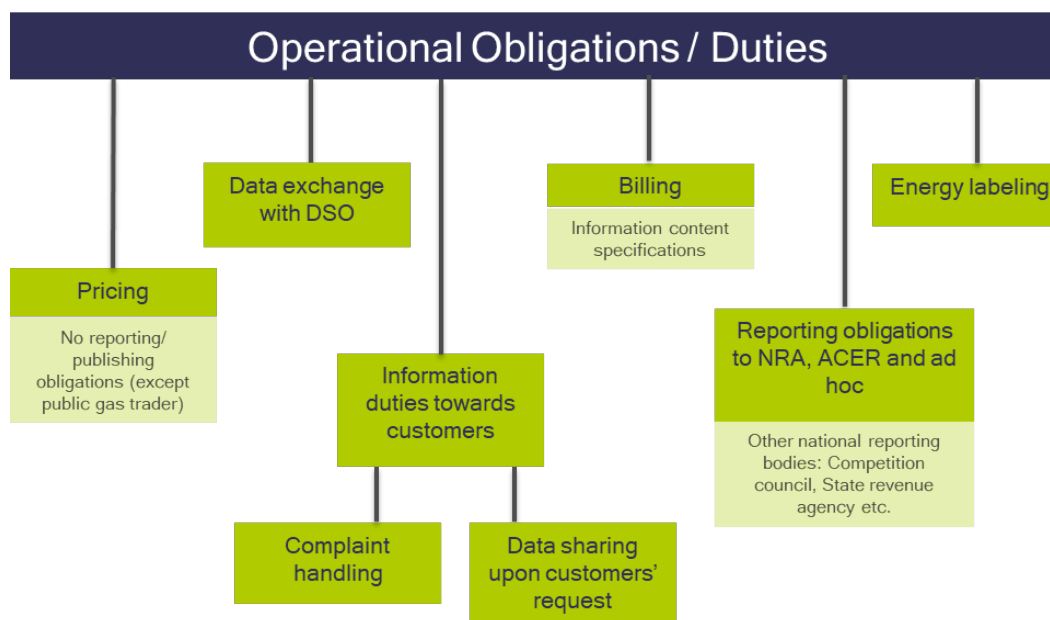 Operational Obligations / Duties
Data exchange
with DSO
Billing
Information content
specifications
Energy labeling
Pricing
No reporting/
publishing
obligations (except
public gas trader)
Information
duties towards
customers
Reporting obligations
to NRA, ACER and ad
hoc
Other national reporting
bodies: Competition
council, State revenue
agency etc.
Complaint
handling
Data sharing
upon customers’
request